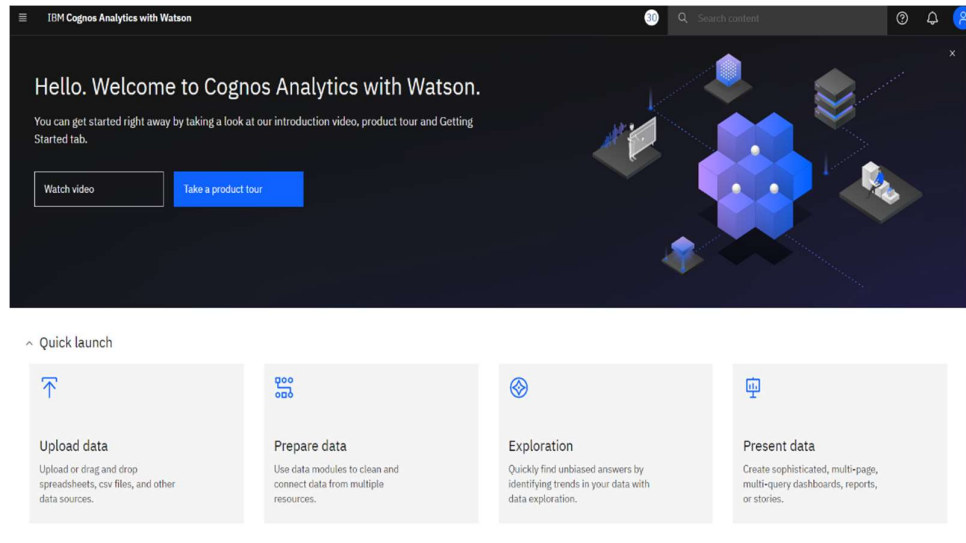 IBM Cognos Analytics with Watson
30
Search content
Hello. Welcome to Cognos Analytics with Watson.
You can get started right away by taking a look at our introduction video, product tour and Getting
Started tab.
Watch video
Take a product tour
Quick launch
Upload data
Upload or drag and drop
spreadsheets, csv files, and other
data sources.
Prepare data
Use data modules to clean and
connect data from multiple
resources.
Exploration
Quickly find unbiased answers by
identifying trends in your data with
data exploration.
Present data
Create sophisticated, multi-page,
multi-query dashboards, reports,
or stories.